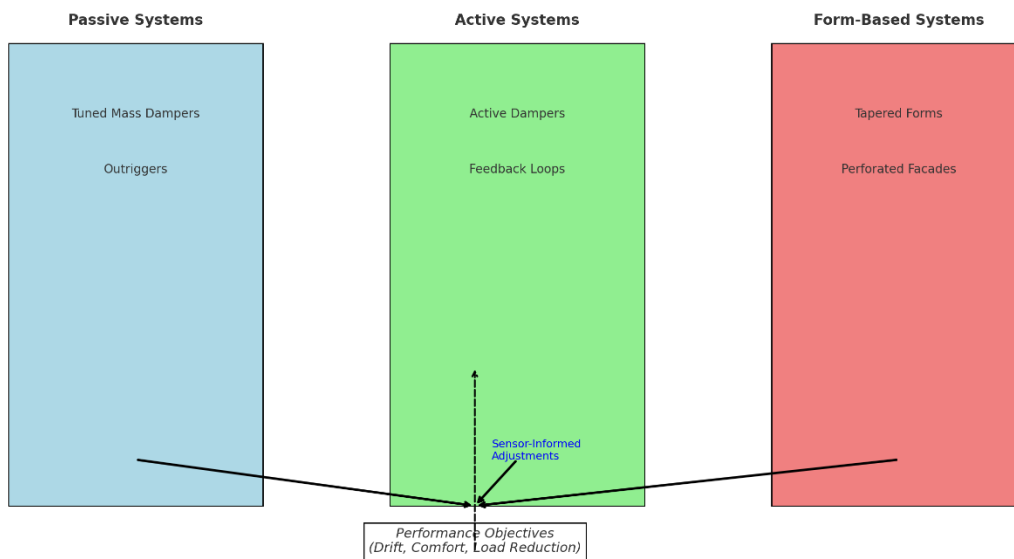 Passive Systems
Active Systems
Form-Based Systems
Tuned Mass Dampers
Active Dampers
Tapered Forms
Outriggers
Feedback Loops
Perforated Facades
Sensor-Informed
Adjustments
Performance Objectives
(Drift, Comfort, Load Reduction)